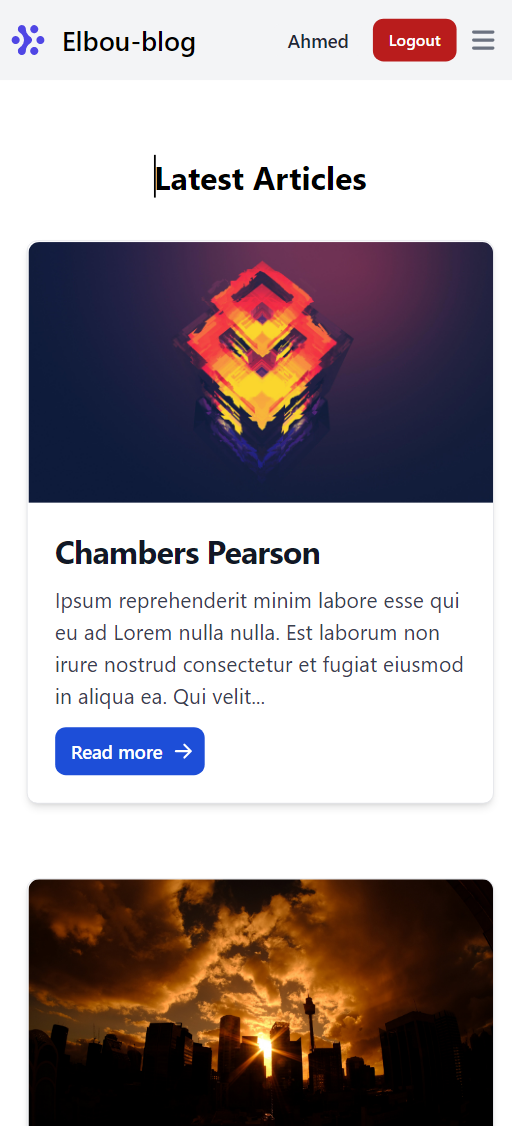 Elbou-blog
Ahmed
Logout
Latest Articles
Chambers Pearson
Ipsum reprehenderit minim labore esse qui
eu ad Lorem nulla nulla. Est laborum non
irure nostrud consectetur et fugiat eiusmod
in aliqua ea. Qui velit...
Read more →